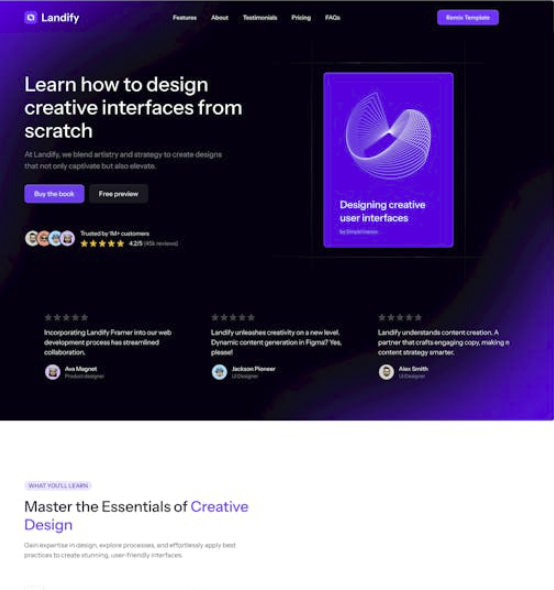 Landify
Features
About
Testimonials
Pricing
FAQs
Remix Template
Learn how to design
creative interfaces from
scratch
At Landify, we blend artistry and strategy to create designs
that not only captivate but also elevate.
Buy the book
Free preview
Trusted by 1M+ customers
4.2/5 (45k reviews)
Designing creative
user interfaces
Incorporating Landify Framer into our web
development process has streamlined
collaboration.
Ava Magnet
Product designer
Landify unleashes creativity on a new level.
Dynamic content generation in Figma? Yes,
please!
Jackson Pioneer
UI Designer
Landify understands content creation. A
partner that crafts engaging copy, making n
content strategy smarter.
Alex Smith
UI Designer
WHAT YOU'LL LEARN
Master the Essentials of Creative
Design
Gain expertise in design, explore processes, and effortlessly apply best
practices to create stunning, user-friendly interfaces.